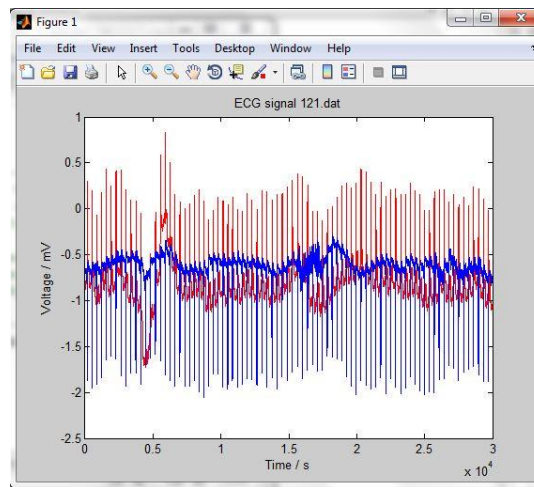 Figure 1
File Edit View Insert Tools Desktop Window Help
ECG signal 121.dat
1
0.5
0
-0.5
-1
-1.5
-2
-2.5
Voltage / mV
0 0.5 1 1.5 2 2.5 3
Time / s
x 10^4